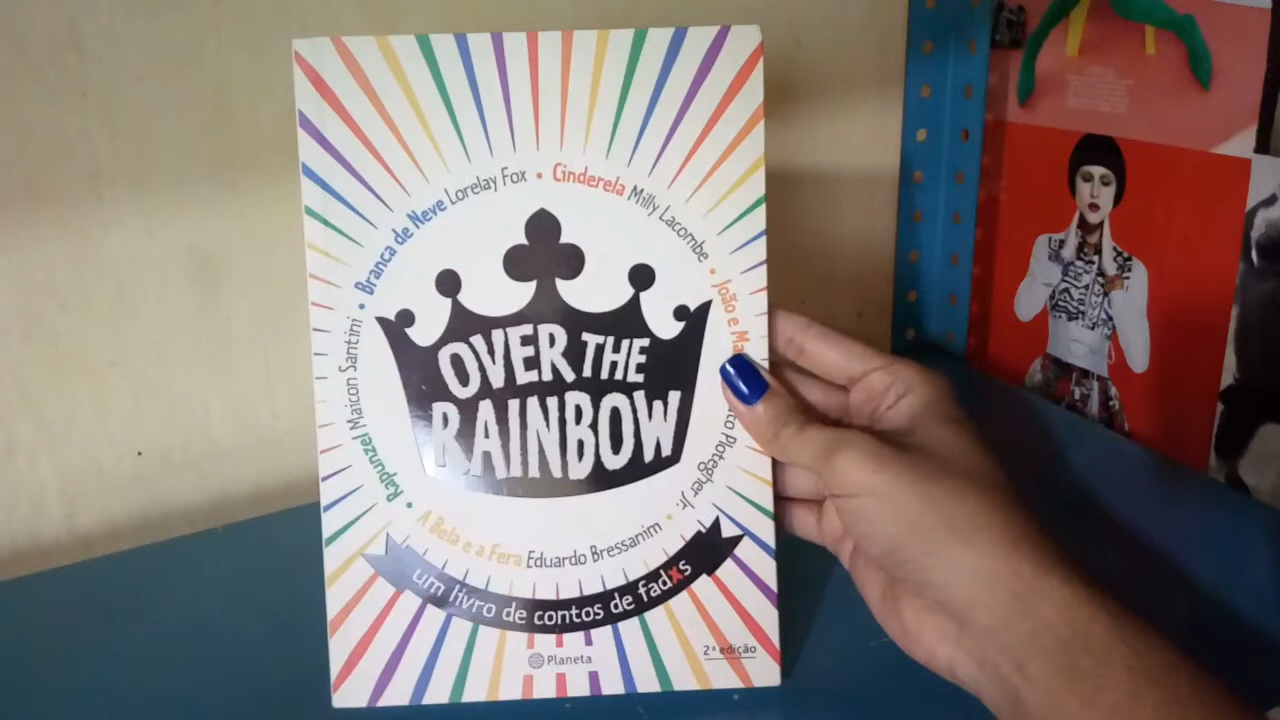 Branca de Neve Lorelay Fox • Cinderela Milly Lacombe •
João e Ma
Plotegher Jr. •
A Bela e a Fera Eduardo Bressanim
• Rapunzel Maicon Santini •
OVER THE
RAINBOW
um livro de contos de fadxs
Planeta
2ª edição